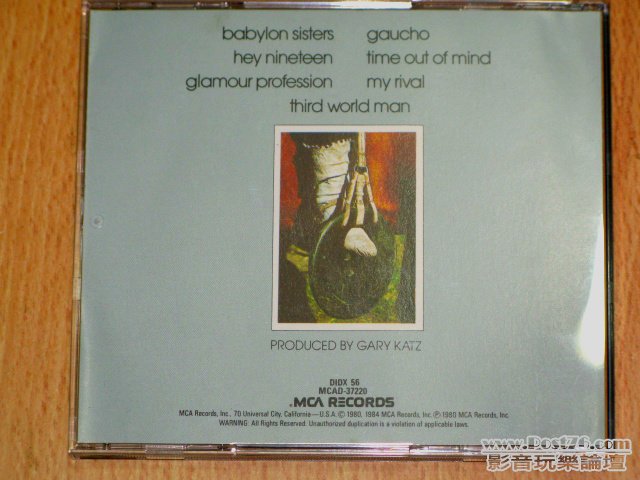 babylon sisters gaucho
hey nineteen time out of mind
glamour profession my rival
third world man
PRODUCED BY GARY KATZ
DIDX 56
MCAD-37220
MCA RECORDS
MCA Records, Inc., 70 Universal City, California—U.S.A. © 1980, 1984 MCA Records, Inc. ℗ 1980 MCA Records, Inc.
WARNING: All Rights Reserved. Unauthorized duplication is a violation of applicable laws.
www.Post76.com
影音玩樂論壇